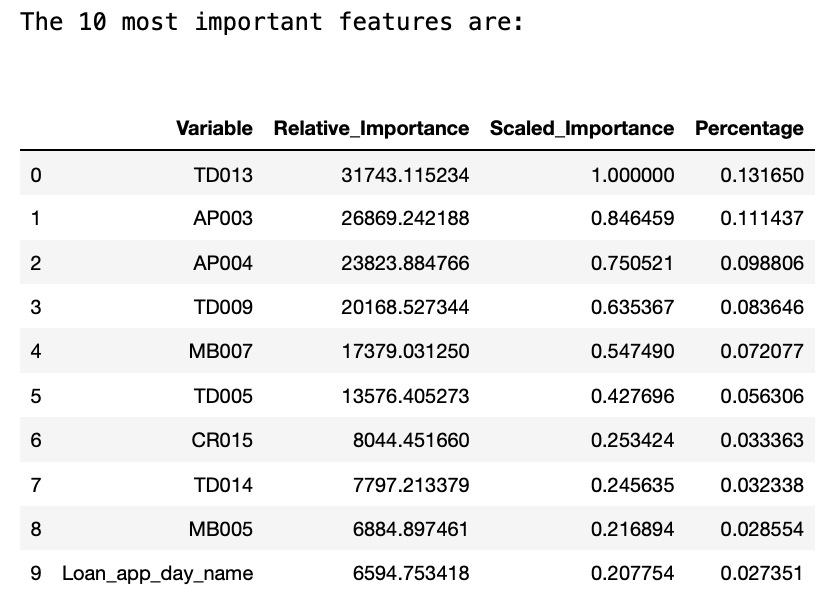 The 10 most important features are:
Variable Relative_Importance Scaled_Importance Percentage
0 TD013 31743.115234 1.000000 0.131650
1 AP003 26869.242188 0.846459 0.111437
2 AP004 23823.884766 0.750521 0.098806
3 TD009 20168.527344 0.635367 0.083646
4 MB007 17379.031250 0.547490 0.072077
5 TD005 13576.405273 0.427696 0.056306
6 CR015 8044.451660 0.253424 0.033363
7 TD014 7797.213379 0.245635 0.032338
8 MB005 6884.897461 0.216894 0.028554
9 Loan_app_day_name 6594.753418 0.207754 0.027351